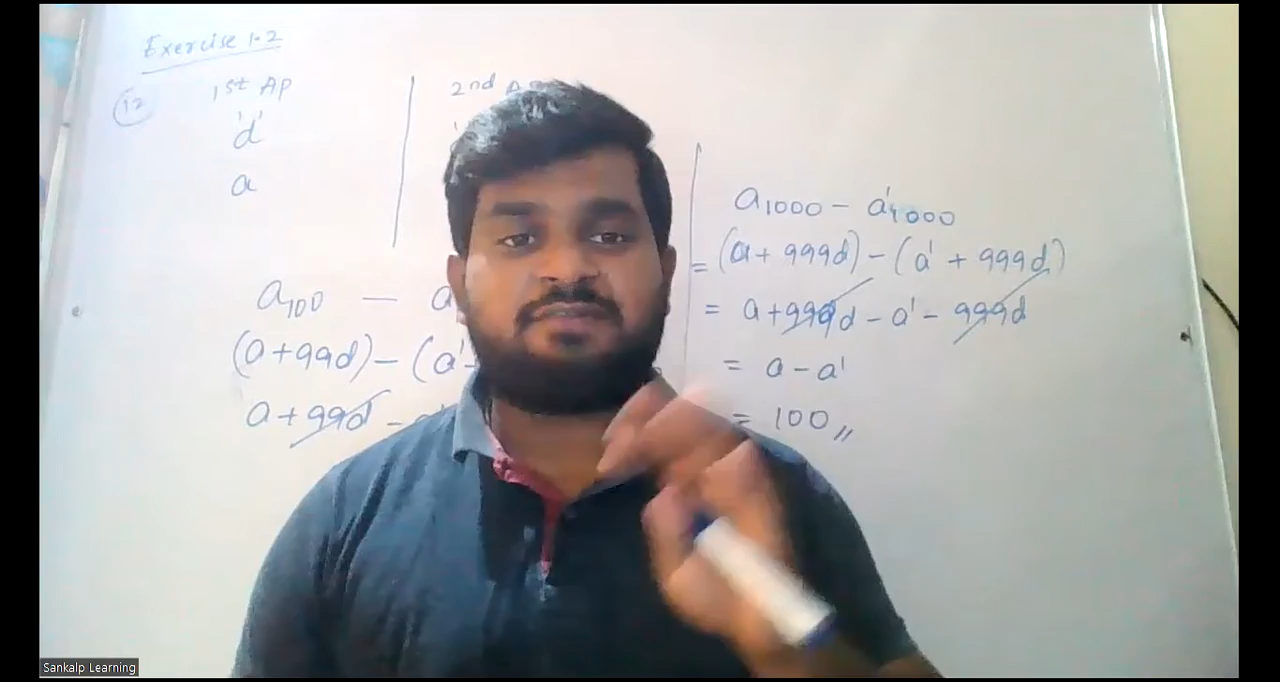 Exercise 1.2
12
1st AP
'd'
a
2nd
a100 — a
(a+99d) — (a'
a + 99d —
a1000 — a'1000
= (a + 999d) — (a' + 999d)
= a + 999d — a' — 999d
= a — a'
= 100 //
Sankalp Learning